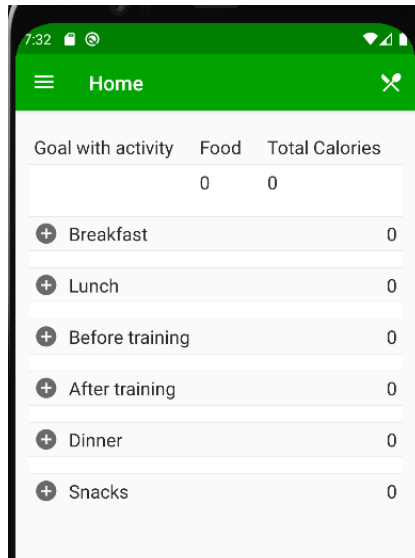 7:32
Home
Goal with activity Food Total Calories
0 0
Breakfast 0
Lunch 0
Before training 0
After training 0
Dinner 0
Snacks 0